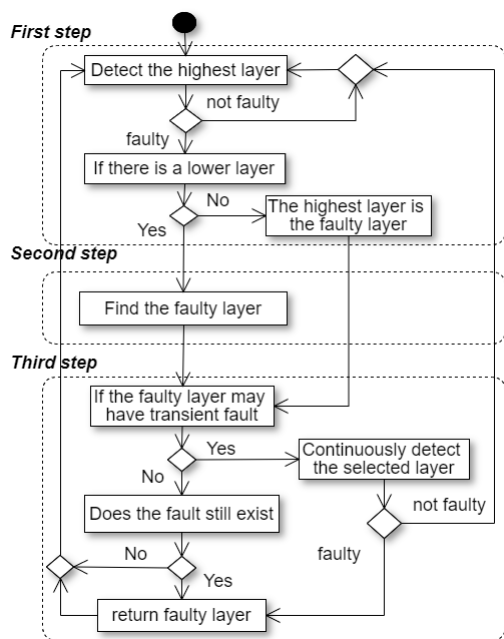 First step
Detect the highest layer
not faulty
faulty
If there is a lower layer
No
Yes
The highest layer is
the faulty layer
Second step
Find the faulty layer
Third step
If the faulty layer may
have transient fault
Yes
No
Continuously detect
the selected layer
not faulty
faulty
Does the fault still exist
No
Yes
return faulty layer